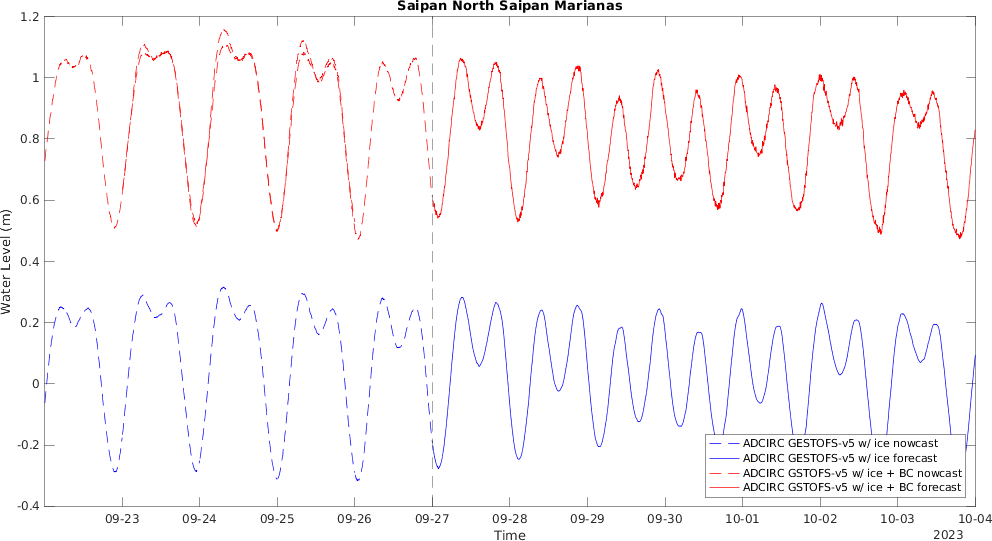 Saipan North Saipan Marianas
1.2
1
0.8
0.6
0.4
0.2
0
-0.2
-0.4
Water Level (m)
ADCIRC GESTOFS-v5 w/ ice nowcast
ADCIRC GESTOFS-v5 w/ ice forecast
ADCIRC GSTOFS-v5 w/ ice + BC nowcast
ADCIRC GSTOFS-v5 w/ ice + BC forecast
09-23 09-24 09-25 09-26 09-27 09-28 09-29 09-30 10-01 10-02 10-03 10-04
Time
2023